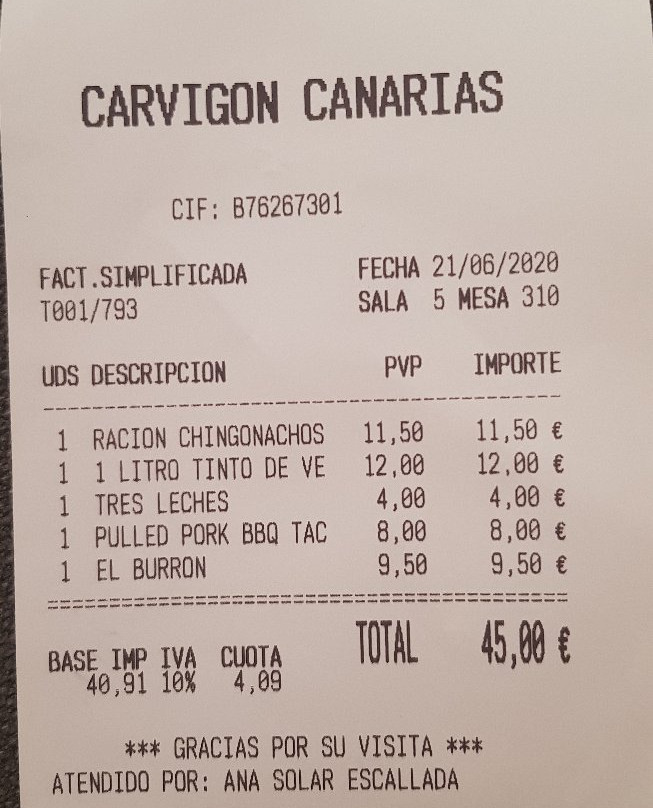 CARVIGON CANARIAS
CIF: B76267301
FACT.SIMPLIFICADA FECHA 21/06/2020
T001/793 SALA 5 MESA 310
UDS DESCRIPCION PVP IMPORTE
1 RACION CHINGONACHOS 11,50 11,50 €
1 1 LITRO TINTO DE VE 12,00 12,00 €
1 TRES LECHES 4,00 4,00 €
1 PULLED PORK BBQ TAC 8,00 8,00 €
1 EL BURRON 9,50 9,50 €
TOTAL 45,00 €
BASE IMP IVA CUOTA
40,91 10% 4,09
*** GRACIAS POR SU VISITA ***
ATENDIDO POR: ANA SOLAR ESCALLADA